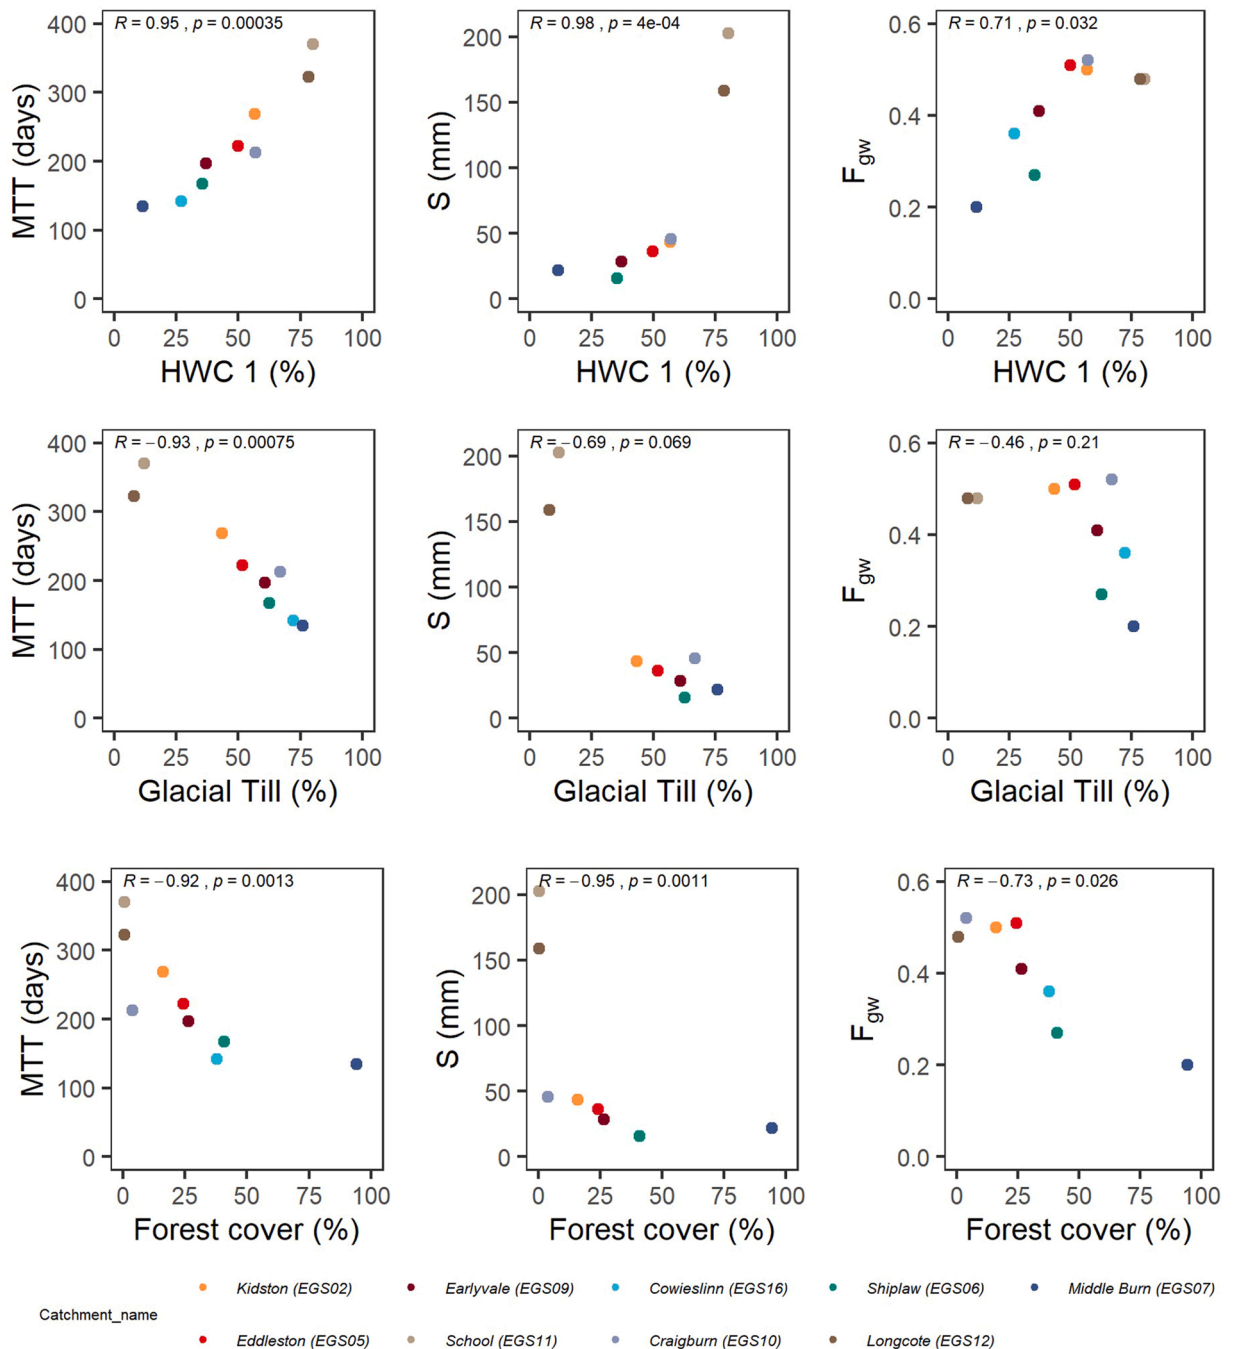 R = 0.95 , p = 0.00035
400
300
200
100
0
MTT (days)
0 25 50 75 100
HWC 1 (%)
R = 0.98 , p = 4e-04
200
150
100
50
0
S (mm)
0 25 50 75 100
HWC 1 (%)
R = 0.71 , p = 0.032
0.6
0.4
0.2
0.0
Fgw
0 25 50 75 100
HWC 1 (%)
R = −0.93 , p = 0.00075
400
300
200
100
0
MTT (days)
0 25 50 75 100
Glacial Till (%)
R = −0.69 , p = 0.069
200
150
100
50
0
S (mm)
0 25 50 75 100
Glacial Till (%)
R = −0.46 , p = 0.21
0.6
0.4
0.2
0.0
Fgw
0 25 50 75 100
Glacial Till (%)
R = −0.92 , p = 0.0013
400
300
200
100
0
MTT (days)
0 25 50 75 100
Forest cover (%)
R = −0.95 , p = 0.0011
200
150
100
50
0
S (mm)
0 25 50 75 100
Forest cover (%)
R = −0.73 , p = 0.026
0.6
0.4
0.2
0.0
Fgw
0 25 50 75 100
Forest cover (%)
Catchment_name
Kidston (EGS02) Earlyvale (EGS09) Cowieslinn (EGS16) Shiplaw (EGS06) Middle Burn (EGS07)
Eddleston (EGS05) School (EGS11) Craigburn (EGS10) Longcote (EGS12)